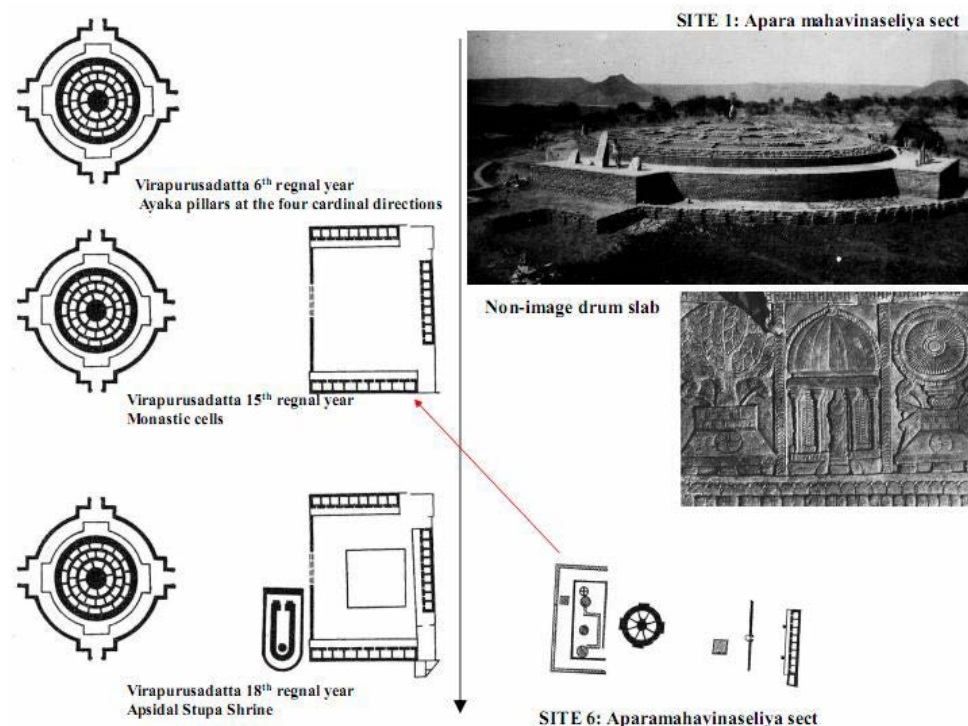 SITE 1: Apara mahavinaseliya sect
Virapurusadatta 6th regnal year
Ayaka pillars at the four cardinal directions
Non-image drum slab
Virapurusadatta 15th regnal year
Monastic cells
Virapurusadatta 18th regnal year
Apsidal Stupa Shrine
SITE 6: Aparamahavinaseliya sect